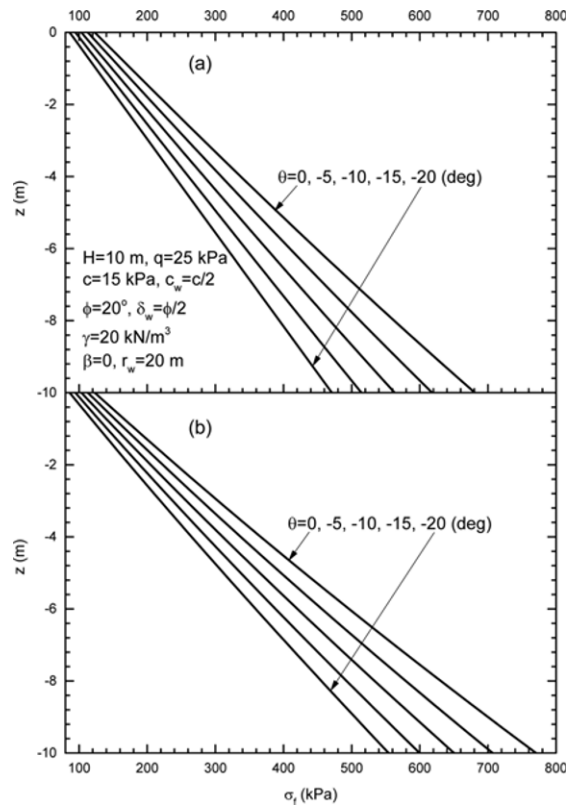 100 200 300 400 500 600 700 800
0
(a)
-2
θ=0, -5, -10, -15, -20 (deg)
-4
z (m)
-6
H=10 m, q=25 kPa
c=15 kPa, c_w=c/2
ϕ=20°, δ_w=ϕ/2
-8
γ=20 kN/m³
β=0, r_w=20 m
-10
(b)
-2
θ=0, -5, -10, -15, -20 (deg)
-4
z (m)
-6
-8
-10
100 200 300 400 500 600 700 800
σ_f (kPa)